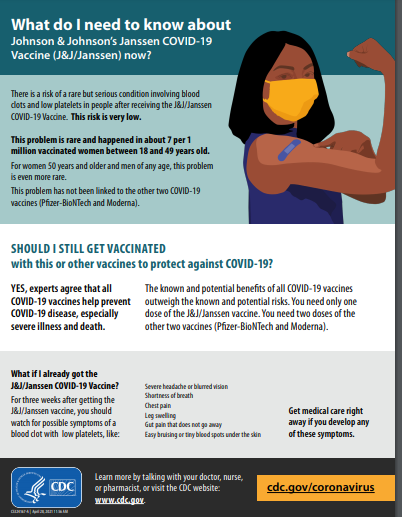 What do I need to know about
Johnson & Johnson's Janssen COVID-19
Vaccine (J&J/Janssen) now?
There is a risk of a rare but serious condition involving blood
clots and low platelets in people after receiving the J&J/Janssen
COVID-19 Vaccine. This risk is very low.
This problem is rare and happened in about 7 per 1
million vaccinated women between 18 and 49 years old.
For women 50 years and older and men of any age, this problem
is even more rare.
This problem has not been linked to the other two COVID-19
vaccines (Pfizer-BioNTech and Moderna).
SHOULD I STILL GET VACCINATED
with this or other vaccines to protect against COVID-19?
YES, experts agree that all
COVID-19 vaccines help prevent
COVID-19 disease, especially
severe illness and death.
The known and potential benefits of all COVID-19 vaccines
outweigh the known and potential risks. You need only one
dose of the J&J/Janssen vaccine. You need two doses of the
other two vaccines (Pfizer-BioNTech and Moderna).
What if I already got the
J&J/Janssen COVID-19 Vaccine?
For three weeks after getting the
J&J/Janssen vaccine, you should
watch for possible symptoms of a
blood clot with low platelets, like:
Severe headache or blurred vision
Shortness of breath
Chest pain
Leg swelling
Gut pain that does not go away
Easy bruising or tiny blood spots under the skin
Get medical care right
away if you develop any
of these symptoms.
CDC
Learn more by talking with your doctor, nurse,
or pharmacist, or visit the CDC website:
www.cdc.gov.
cdc.gov/coronavirus